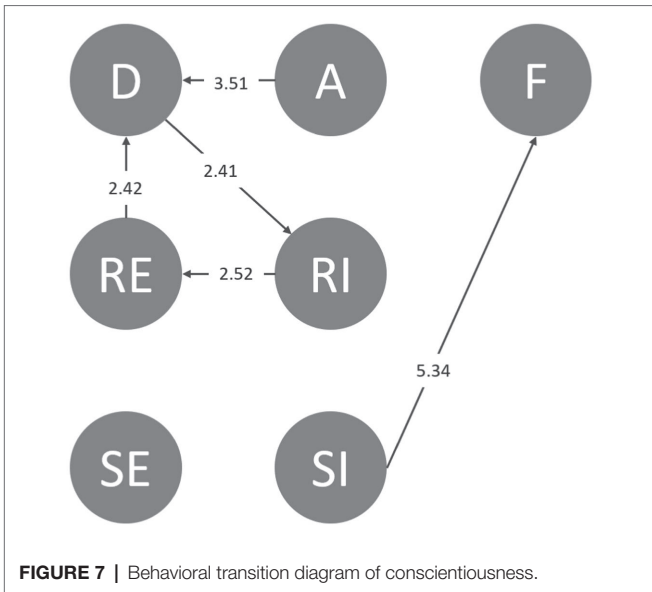 D 3.51 A F
2.41
2.42
RE 2.52 RI
5.34
SE SI
FIGURE 7 | Behavioral transition diagram of conscientiousness.